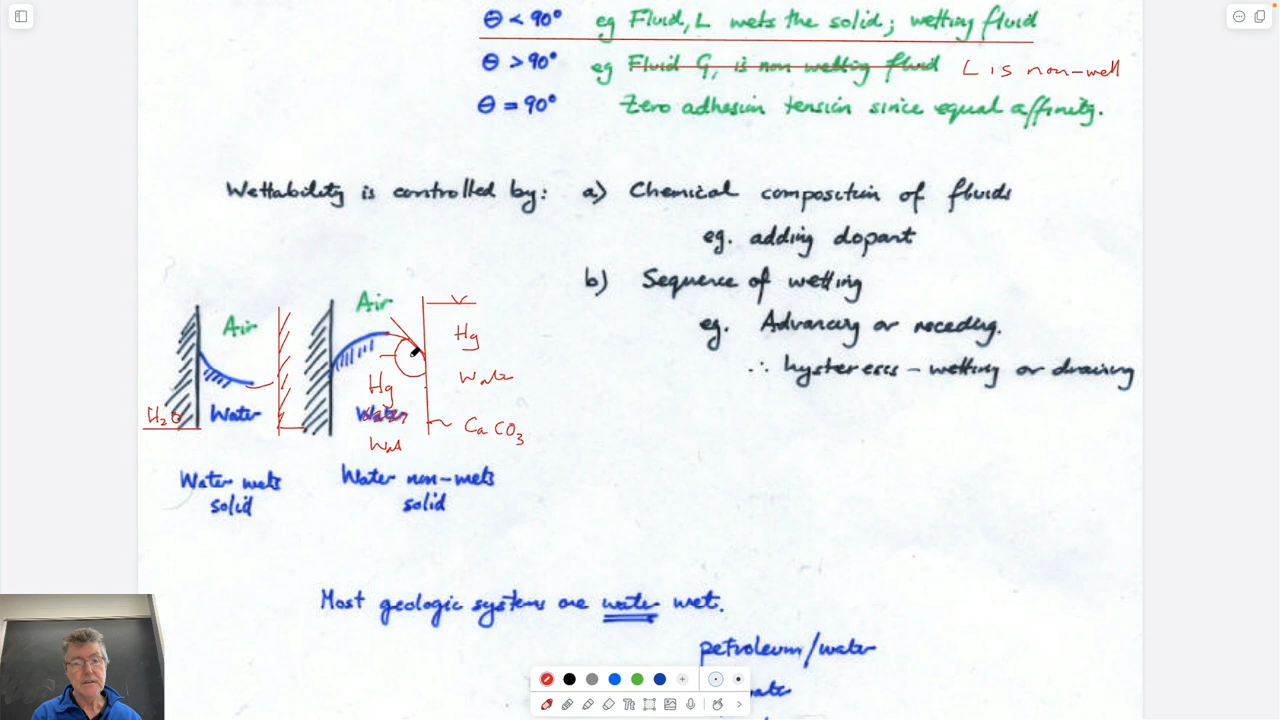 θ < 90° eg Fluid, L wets the solid; wetting fluid
θ > 90° eg Fluid G, is non wetting fluid L is non-well
θ = 90° Zero adhesion tension since equal affinity.
Wettability is controlled by: a) Chemical composition of fluids
eg. adding dopant
b) Sequence of wetting
eg. Advancing or receding.
∴ hysteresis - wetting or draining
Air
Air
Hg
Hg
H₂O
Water
Water
CaCO₃
Water wets
solid
Water non-wets
solid
Most geologic systems are water wet.
petroleum/water